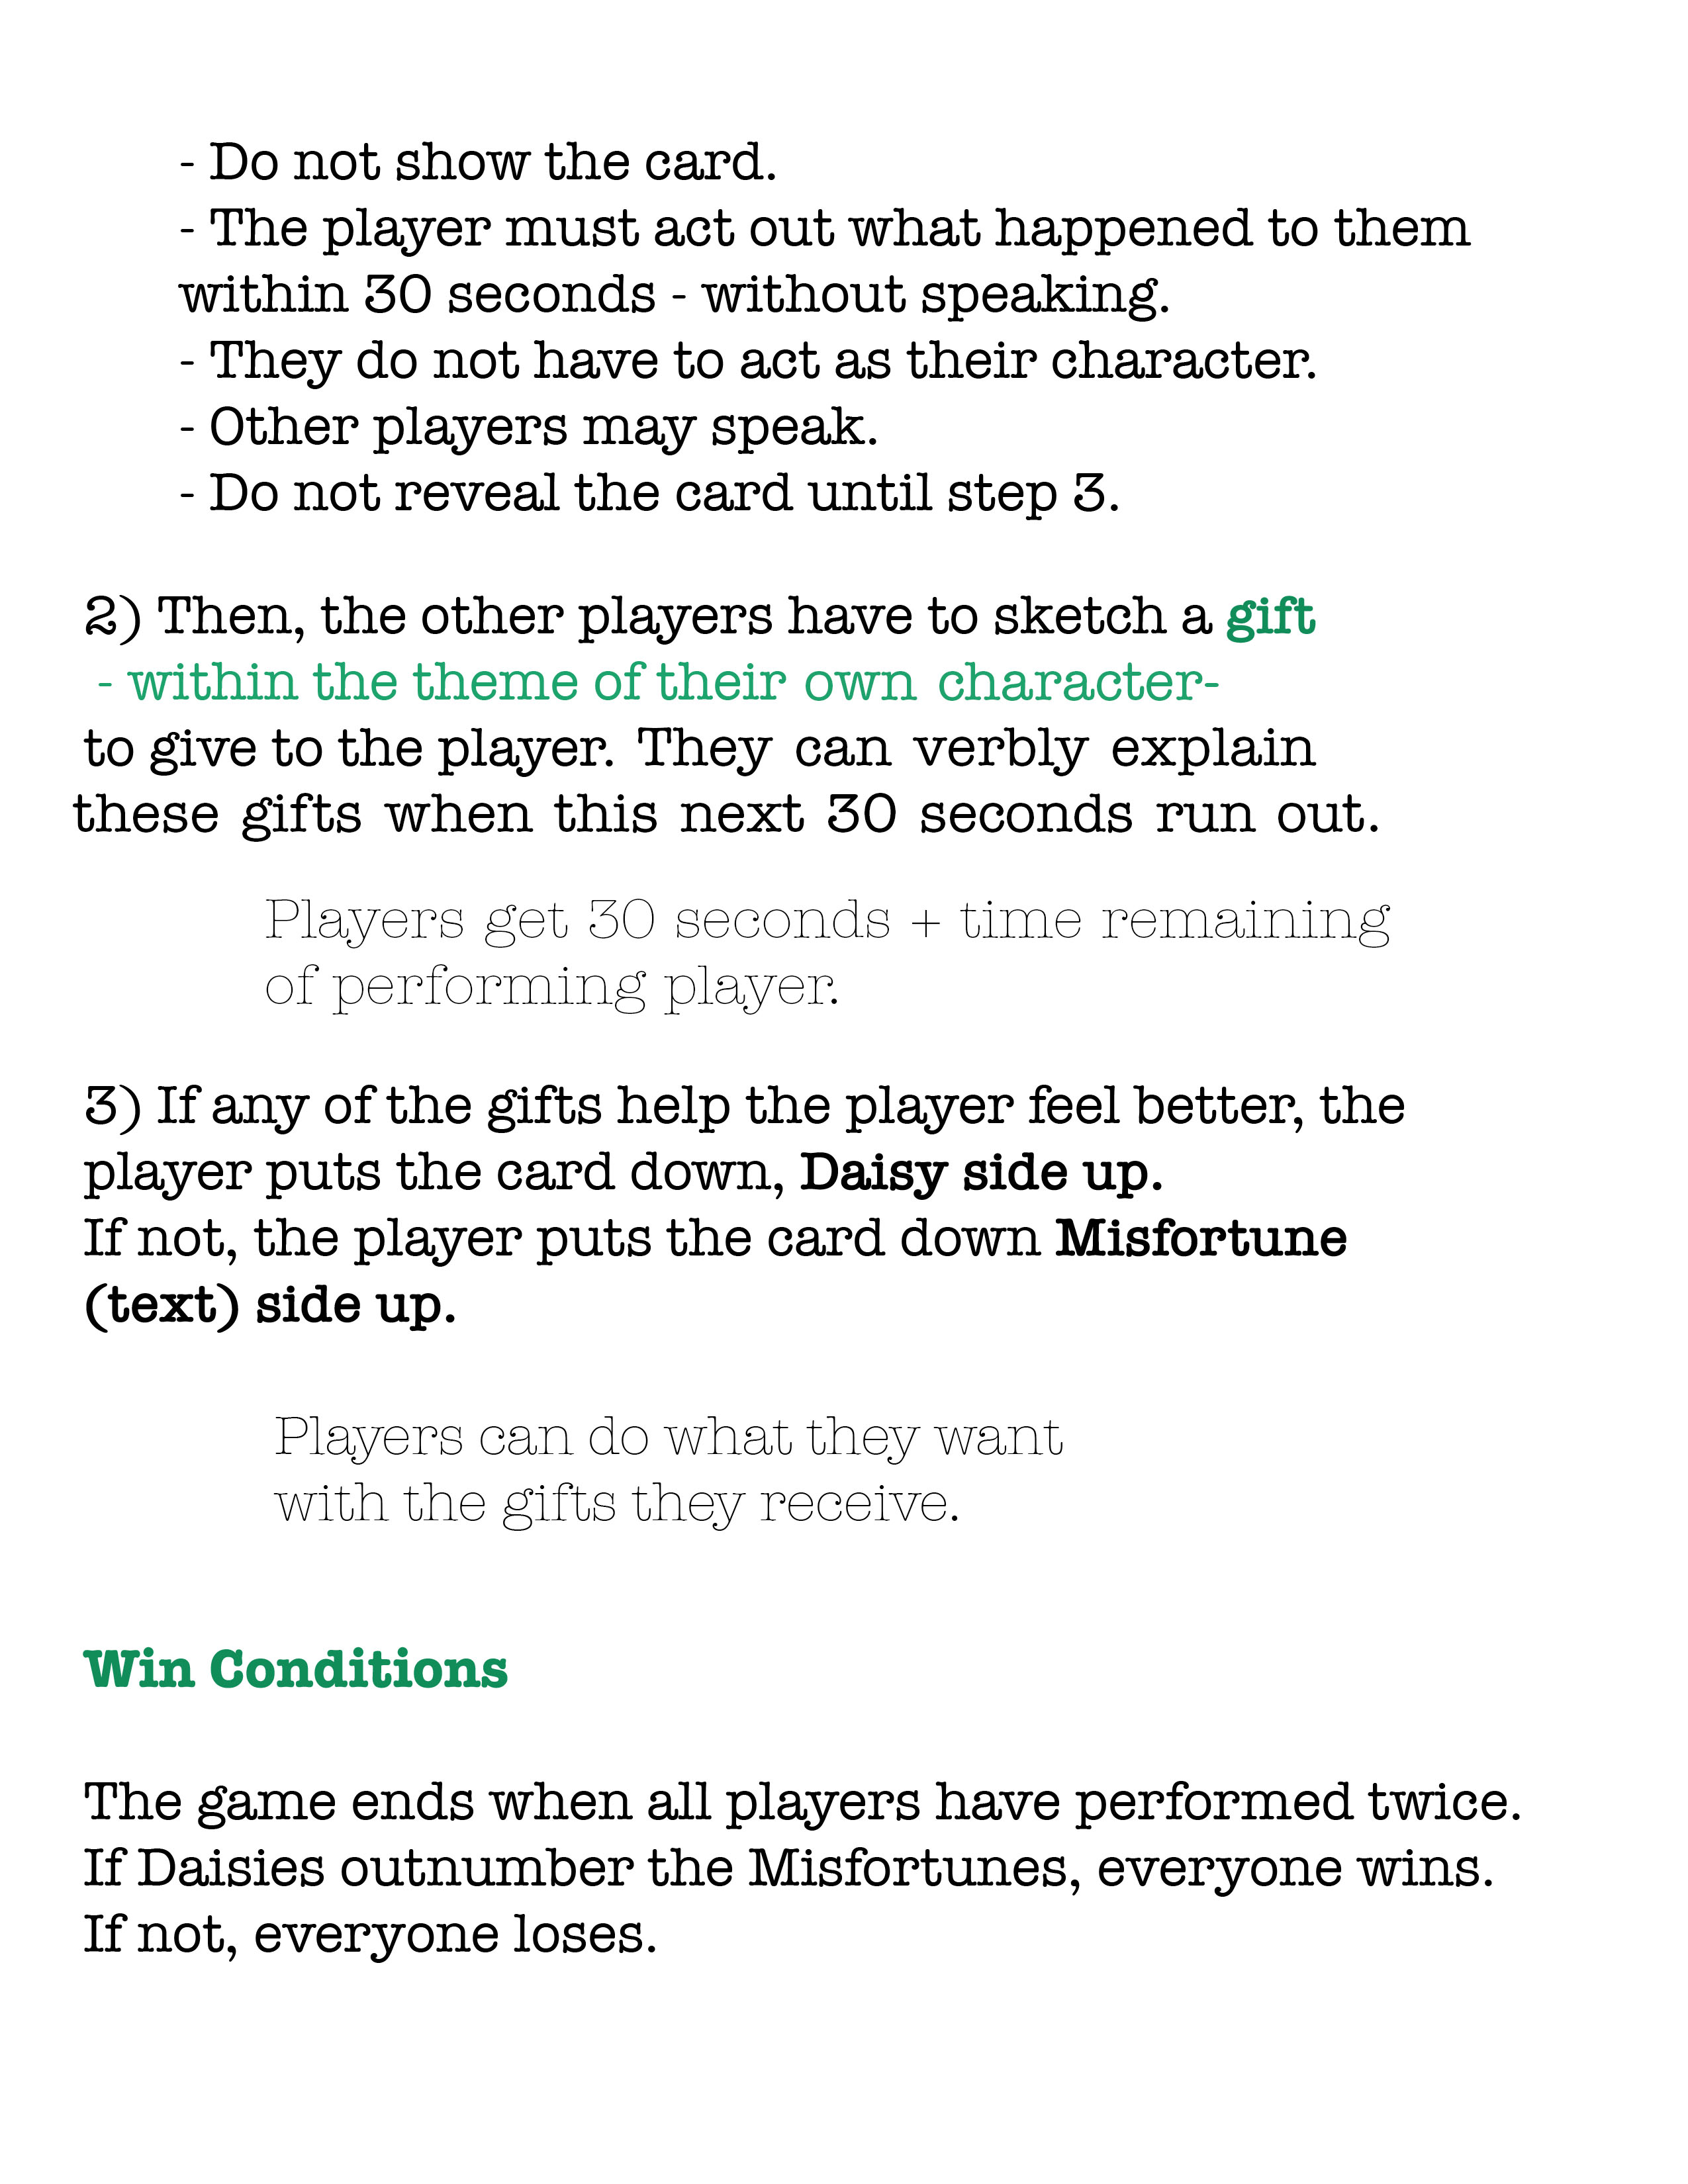 - Do not show the card.
- The player must act out what happened to them
within 30 seconds - without speaking.
- They do not have to act as their character.
- Other players may speak.
- Do not reveal the card until step 3.
2) Then, the other players have to sketch a gift
- within the theme of their own character-
to give to the player. They can verbly explain
these gifts when this next 30 seconds run out.
Players get 30 seconds + time remaining
of performing player.
3) If any of the gifts help the player feel better, the
player puts the card down, Daisy side up.
If not, the player puts the card down Misfortune
(text) side up.
Players can do what they want
with the gifts they receive.
Win Conditions
The game ends when all players have performed twice.
If Daisies outnumber the Misfortunes, everyone wins.
If not, everyone loses.